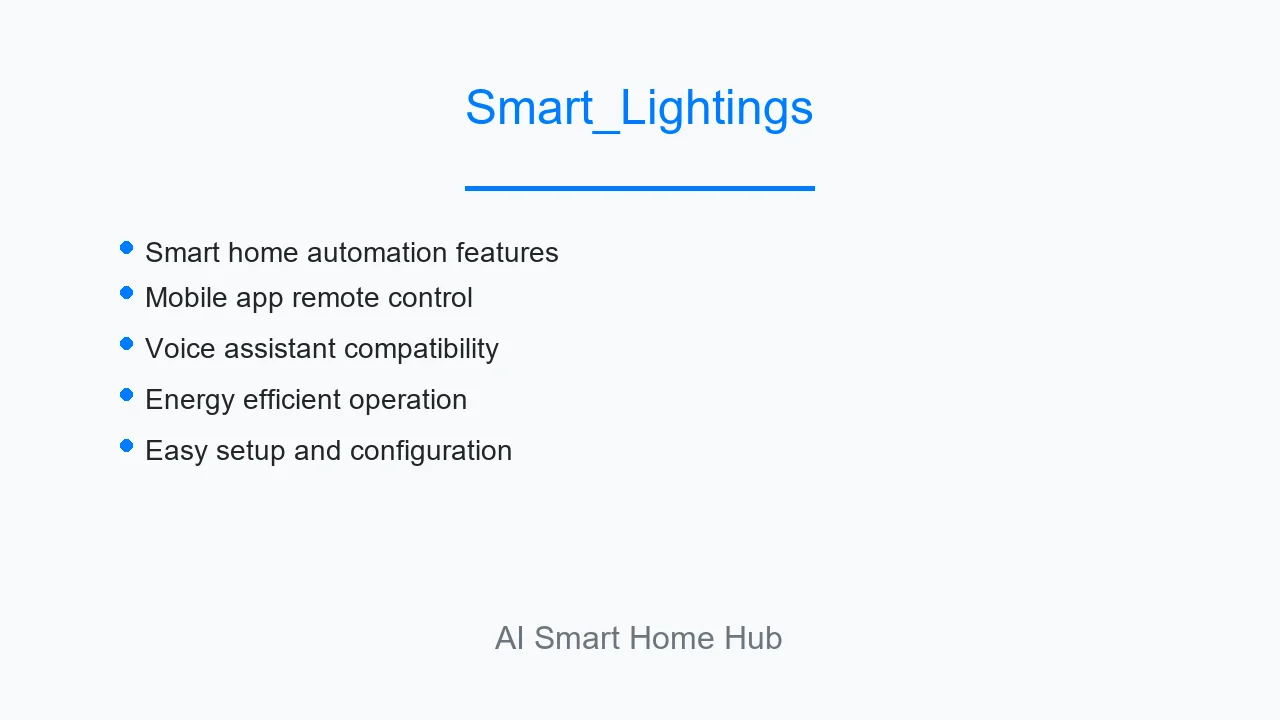 Smart_Lightings
Smart home automation features
Mobile app remote control
Voice assistant compatibility
Energy efficient operation
Easy setup and configuration
AI Smart Home Hub